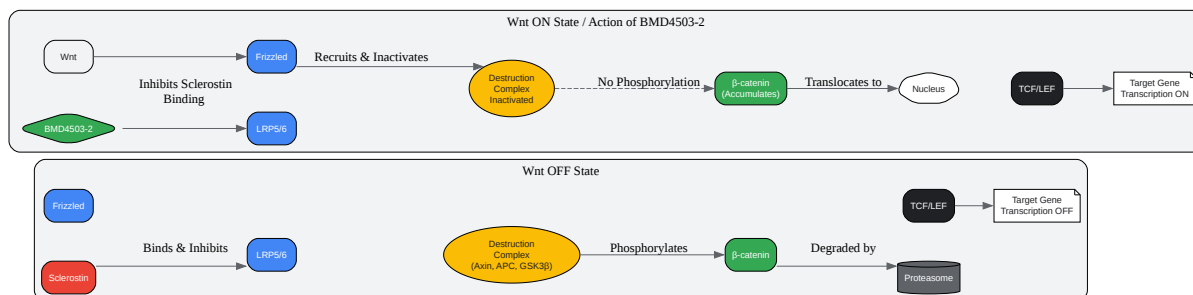 Wnt ON State / Action of BMD4503-2
Wnt
Frizzled
Recruits & Inactivates
Inhibits Sclerostin
Binding
BMD4503-2
LRP5/6
Destruction
Complex
Inactivated
No Phosphorylation
β-catenin
(Accumulates)
Translocates to
Nucleus
TCF/LEF
Target Gene
Transcription ON
Wnt OFF State
Frizzled
Sclerostin
Binds & Inhibits
LRP5/6
Destruction
Complex
(Axin, APC, GSK3β)
Phosphorylates
β-catenin
Degraded by
Proteasome
TCF/LEF
Target Gene
Transcription OFF